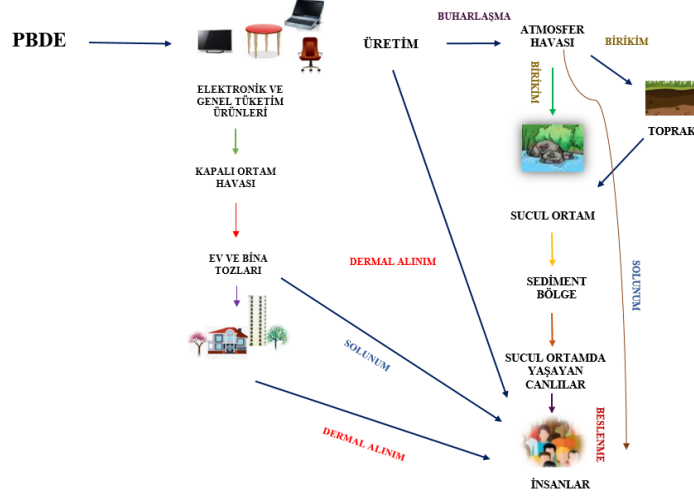 PBDE
ELEKTRONİK VE
GENEL TÜKETİM
ÜRÜNLERİ
KAPALI ORTAM
HAVASI
EV VE BİNA
TOZLARI
ÜRETİM
BUHARLAŞMA
ATMOSFER
HAVASI
BİRİKİM
BİRİKİM
TOPRAK
SUCUL ORTAM
SEDİMENT
BÖLGE
SUCUL ORTAMDA
YAŞAYAN
CANLILAR
SOLUNUM
DERMAL ALINIM
SOLUNUM
DERMAL ALINIM
BESLENME
İNSANLAR